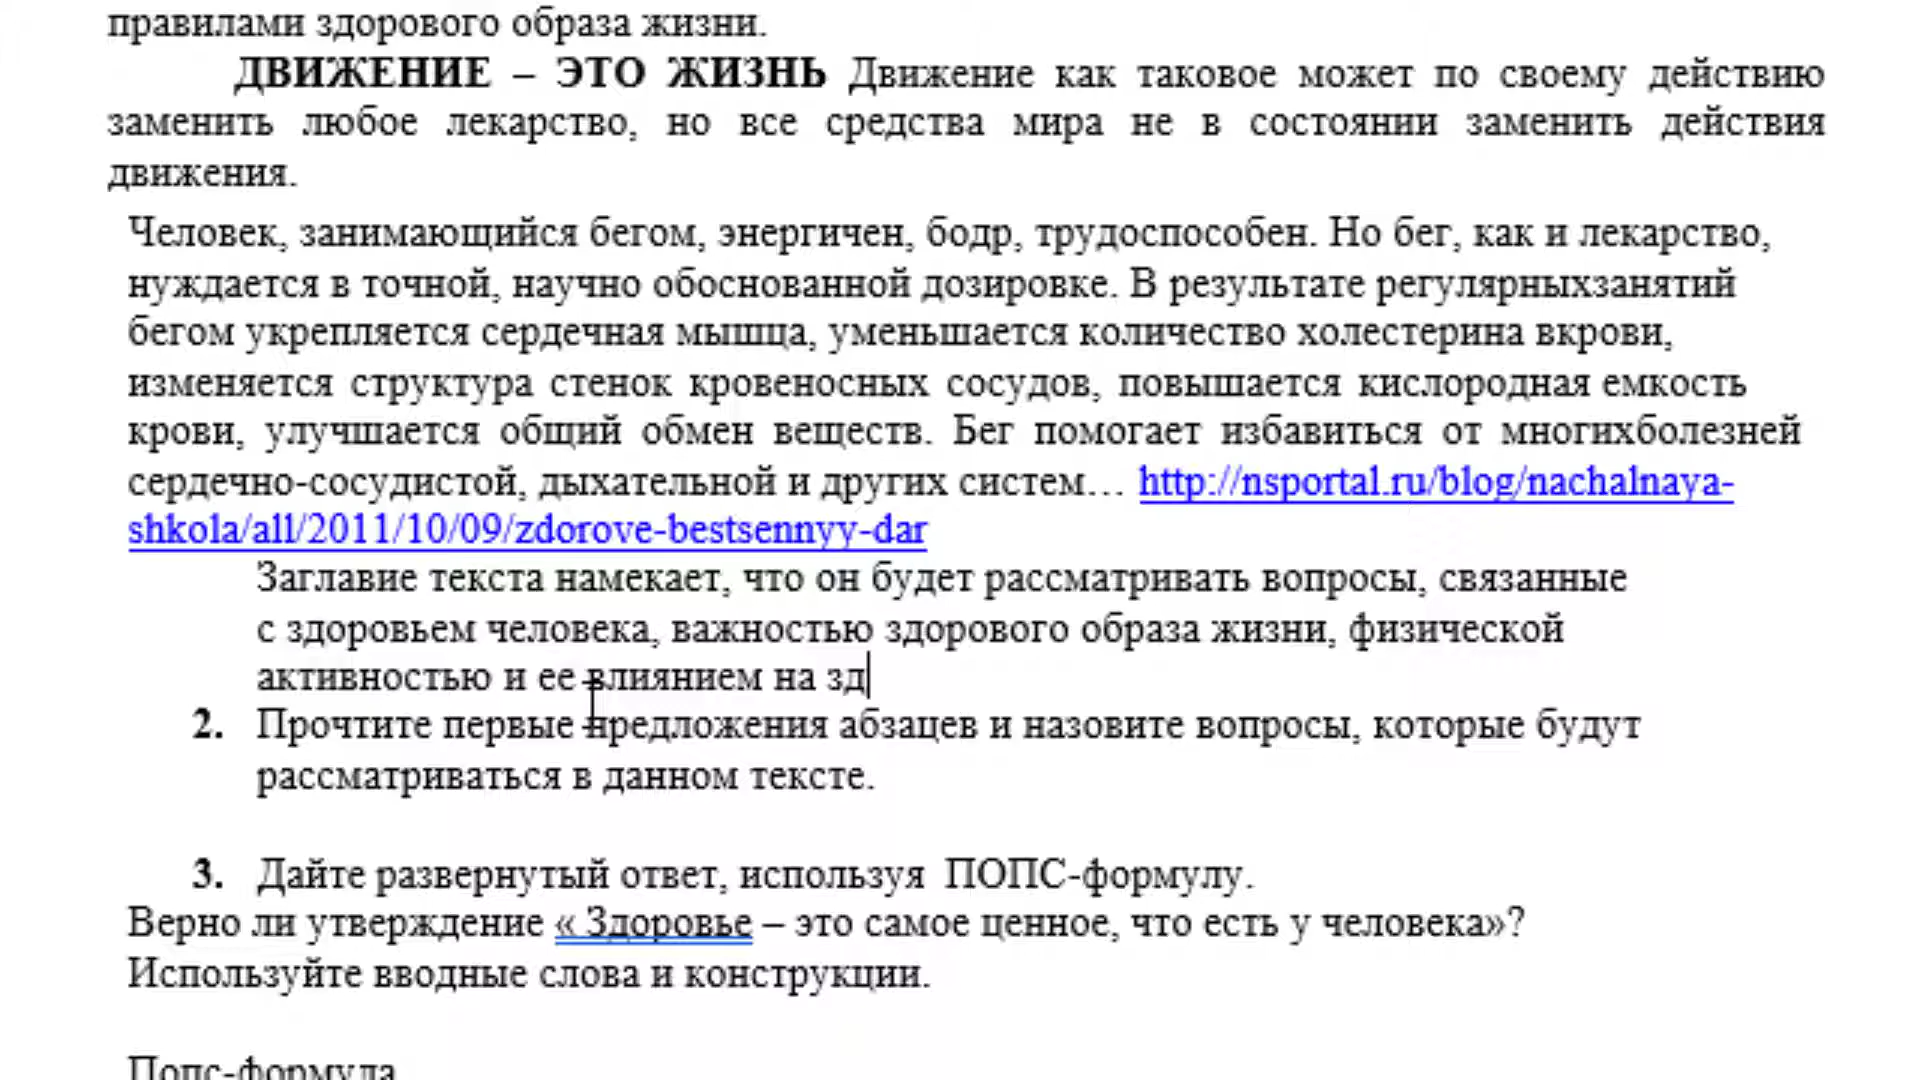 правилами здорового образа жизни.
ДВИЖЕНИЕ – ЭТО ЖИЗНЬ Движение как таковое может по своему действию
заменить любое лекарство, но все средства мира не в состоянии заменить действия
движения.
Человек, занимающийся бегом, энергичен, бодр, трудоспособен. Но бег, как и лекарство,
нуждается в точной, научно обоснованной дозировке. В результате регулярныхзанятий
бегом укрепляется сердечная мышца, уменьшается количество холестерина вкрови,
изменяется структура стенок кровеносных сосудов, повышается кислородная емкость
крови, улучшается общий обмен веществ. Бег помогает избавиться от многихболезней
сердечно-сосудистой, дыхательной и других систем… http://nsportal.ru/blog/nachalnaya-
shkola/all/2011/10/09/zdorove-bestsennyy-dar
Заглавие текста намекает, что он будет рассматривать вопросы, связанные
с здоровьем человека, важностью здорового образа жизни, физической
активностью и ее влиянием на зд
2. Прочтите первые предложения абзацев и назовите вопросы, которые будут
рассматриваться в данном тексте.
3. Дайте развернутый ответ, используя ПОПС-формулу.
Верно ли утверждение « Здоровье – это самое ценное, что есть у человека»?
Используйте вводные слова и конструкции.
Попс-формула